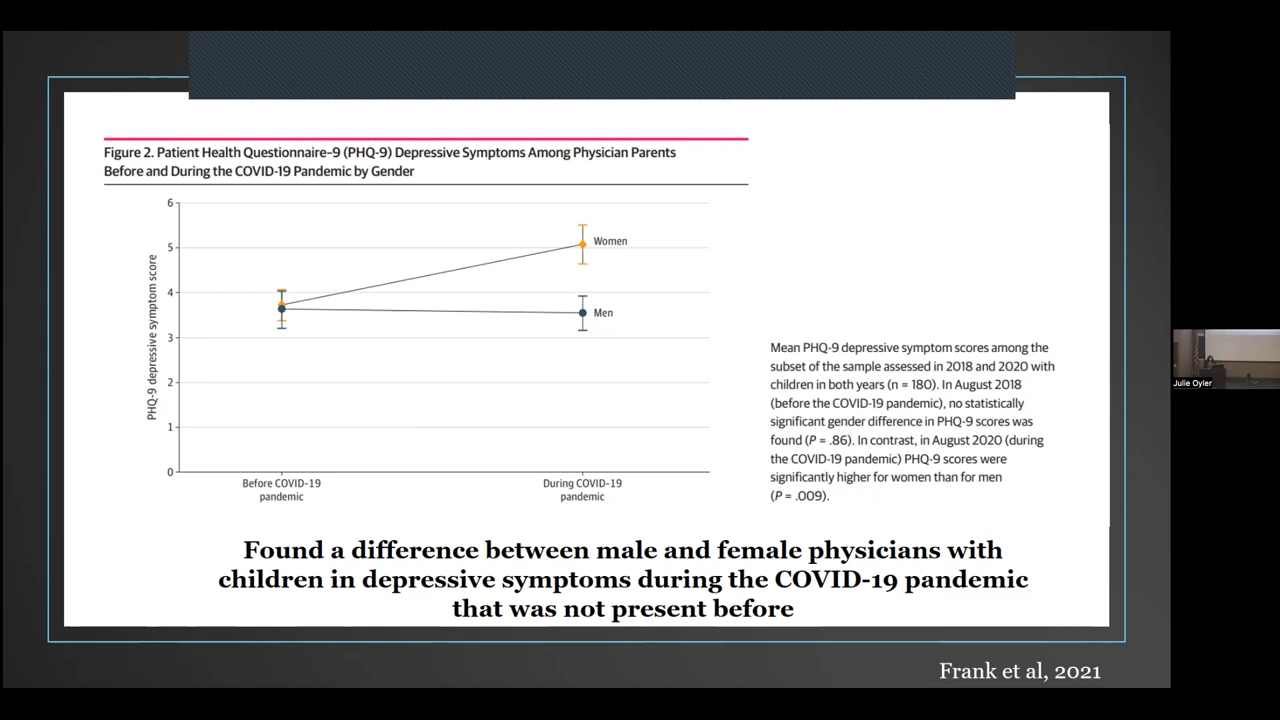 Figure 2. Patient Health Questionnaire-9 (PHQ-9) Depressive Symptoms Among Physician Parents
Before and During the COVID-19 Pandemic by Gender
6
5
4
3
2
1
0
PHQ-9 depressive symptom score
Women
Men
Before COVID-19
pandemic
During COVID-19
pandemic
Mean PHQ-9 depressive symptom scores among the
subset of the sample assessed in 2018 and 2020 with
children in both years (n = 180). In August 2018
(before the COVID-19 pandemic), no statistically
significant gender difference in PHQ-9 scores was
found (P = .86). In contrast, in August 2020 (during
the COVID-19 pandemic) PHQ-9 scores were
significantly higher for women than for men
(P = .009).
Found a difference between male and female physicians with
children in depressive symptoms during the COVID-19 pandemic
that was not present before
Frank et al, 2021
Julie Oyler